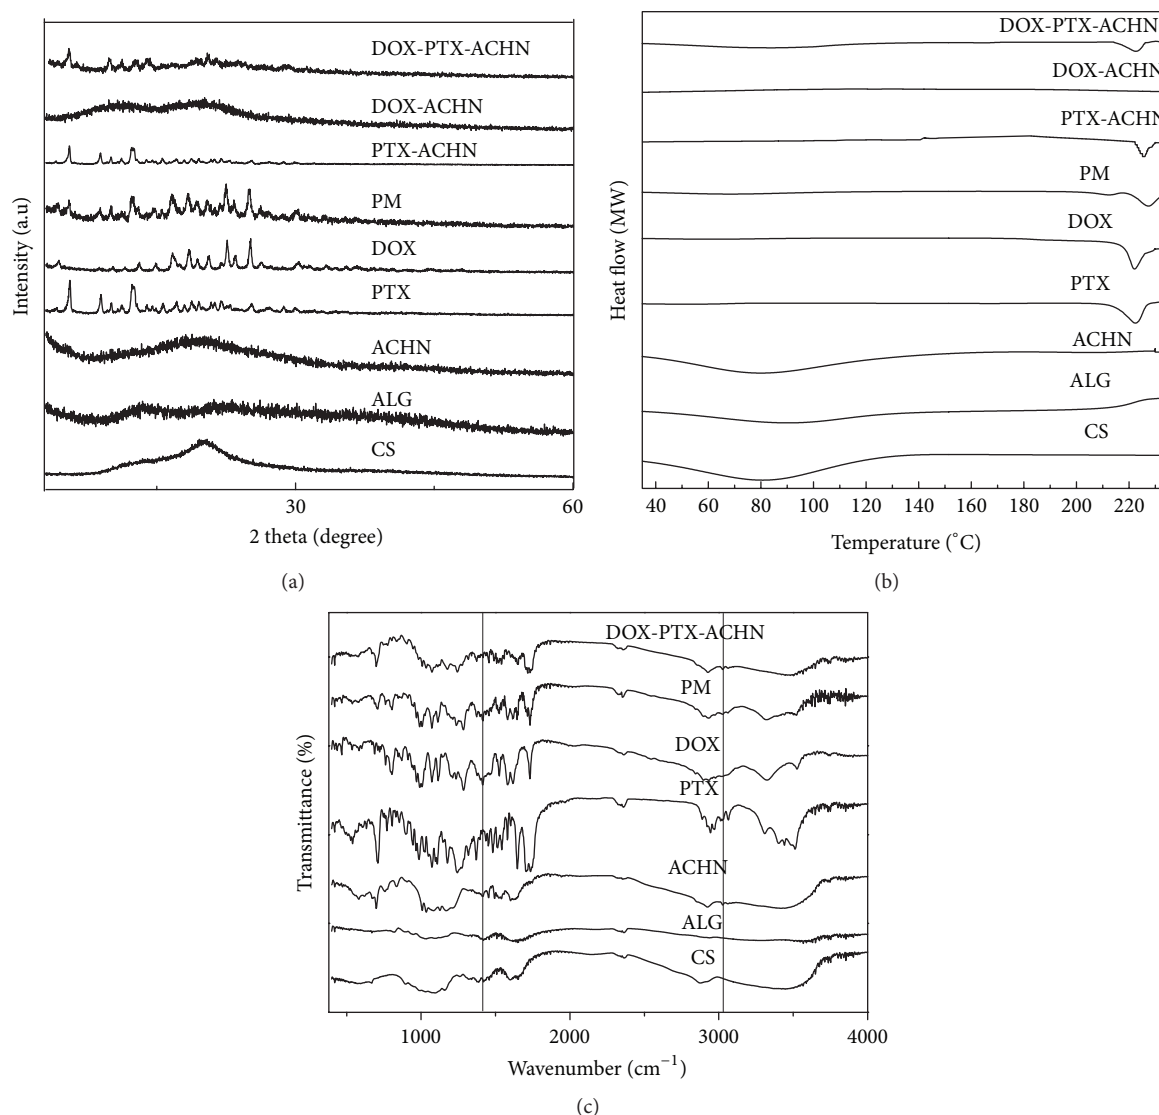 DOX-PTX-ACHN
DOX-ACHN
PTX-ACHN
PM
DOX
PTX
ACHN
ALG
CS
Intensity (a.u)
30
60
2 theta (degree)
(a)
DOX-PTX-ACHN
DOX-ACHN
PTX-ACHN
PM
DOX
PTX
ACHN
ALG
CS
Heat flow (MW)
40 60 80 100 120 140 160 180 200 220
Temperature (˚C)
(b)
DOX-PTX-ACHN
PM
DOX
PTX
ACHN
ALG
CS
Transmittance (%)
1000 2000 3000 4000
Wavenumber (cm⁻¹)
(c)